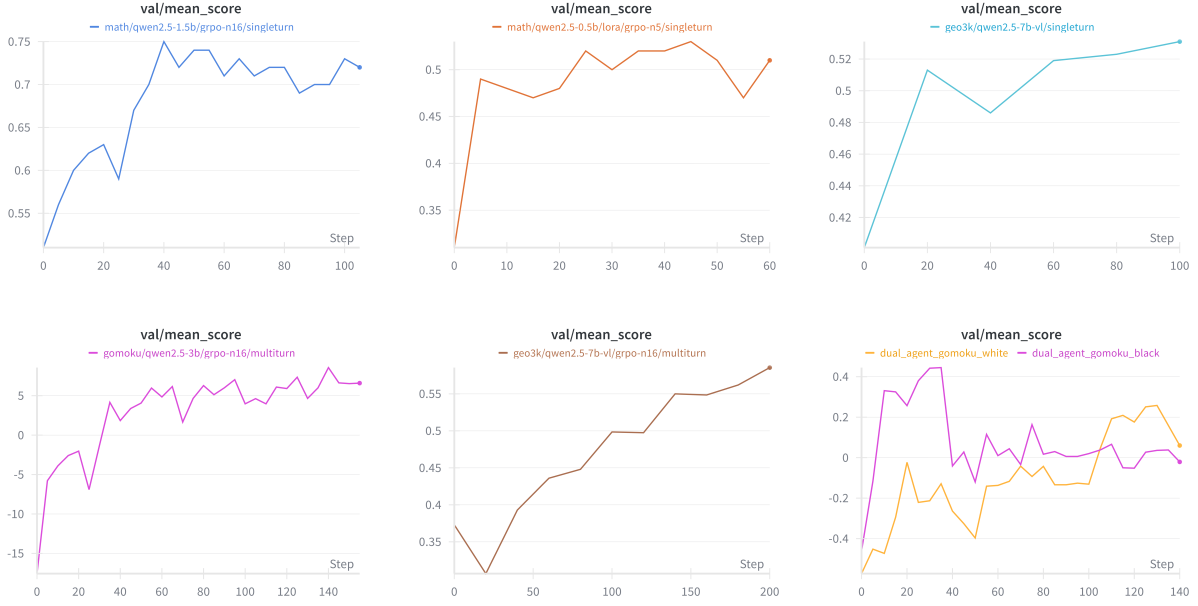 val/mean_score
math/qwen2.5-1.5b/grpo-n16/singleturn
0.75
0.7
0.65
0.6
0.55
Step
0 20 40 60 80 100
val/mean_score
math/qwen2.5-0.5b/lora/grpo-n5/singleturn
0.5
0.45
0.4
0.35
Step
0 10 20 30 40 50 60
val/mean_score
geo3k/qwen2.5-7b-vl/singleturn
0.52
0.5
0.48
0.46
0.44
0.42
Step
0 20 40 60 80 100
val/mean_score
gomoku/qwen2.5-3b/grpo-n16/multiturn
5
0
-5
-10
-15
Step
0 20 40 60 80 100 120 140
val/mean_score
geo3k/qwen2.5-7b-vl/grpo-n16/multiturn
0.55
0.5
0.45
0.4
0.35
Step
0 50 100 150 200
val/mean_score
dual_agent_gomoku_white dual_agent_gomoku_black
0.4
0.2
0
-0.2
-0.4
Step
0 20 40 60 80 100 120 140